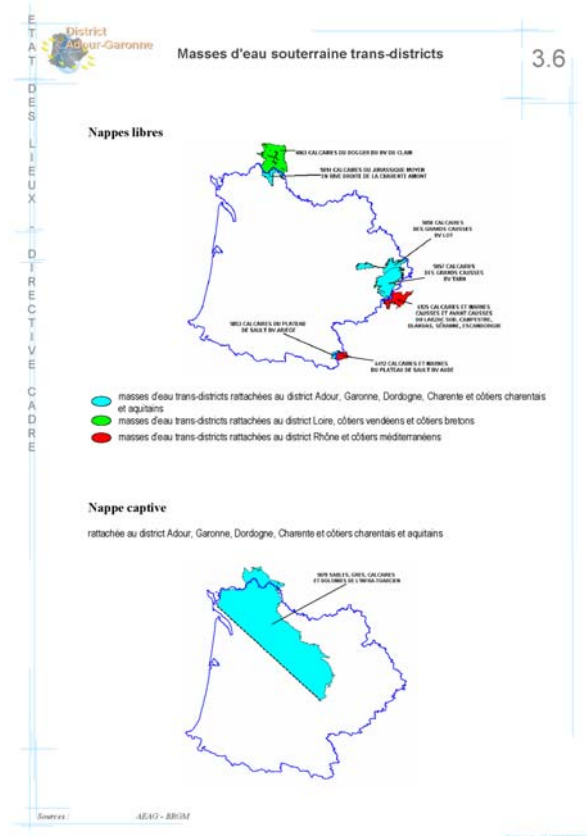 ETAT DES LIEUX - DIRECTIVE CADRE
District
Adour-Garonne
Masses d'eau souterraine trans-districts
3.6
Nappes libres
4063 CALCAIRES DU DOGGER DU BV DU CLAIN
CALCAIRES DU JURASSIQUE MOYEN
EN RIVE DROITE DE LA CHARENTE AMONT
5058 CALCAIRES
DES GRANDS CAUSSES
BV LOT
5057 CALCAIRES
DES GRANDS CAUSSES
BV TARN
6125 CALCAIRES ET MARNES
CAUSSES ET AVANT CAUSSES
DU LARZAC SUD, CAMPESTRE,
BLANDAS, SÉRANNE, ESCANDORGUE
CALCAIRES DU PLATEAU
DE SAULT BV ARIEGE
CALCAIRES ET MARNES
DU PLATEAU DE SAULT BV AUDE
masses d'eau trans-districts rattachées au district Adour, Garonne, Dordogne, Charente et côtiers charentais
et aquitains
masses d'eau trans-districts rattachées au district Loire, côtiers vendéens et côtiers bretons
masses d'eau trans-districts rattachées au district Rhône et côtiers méditerranéens
Nappe captive
rattachée au district Adour, Garonne, Dordogne, Charente et côtiers charentais et aquitains
SABLES, GRES, CALCAIRES
ET DOLOMIES DE L'INFRA-TOARCIEN
Sources :
AEAG - BRGM